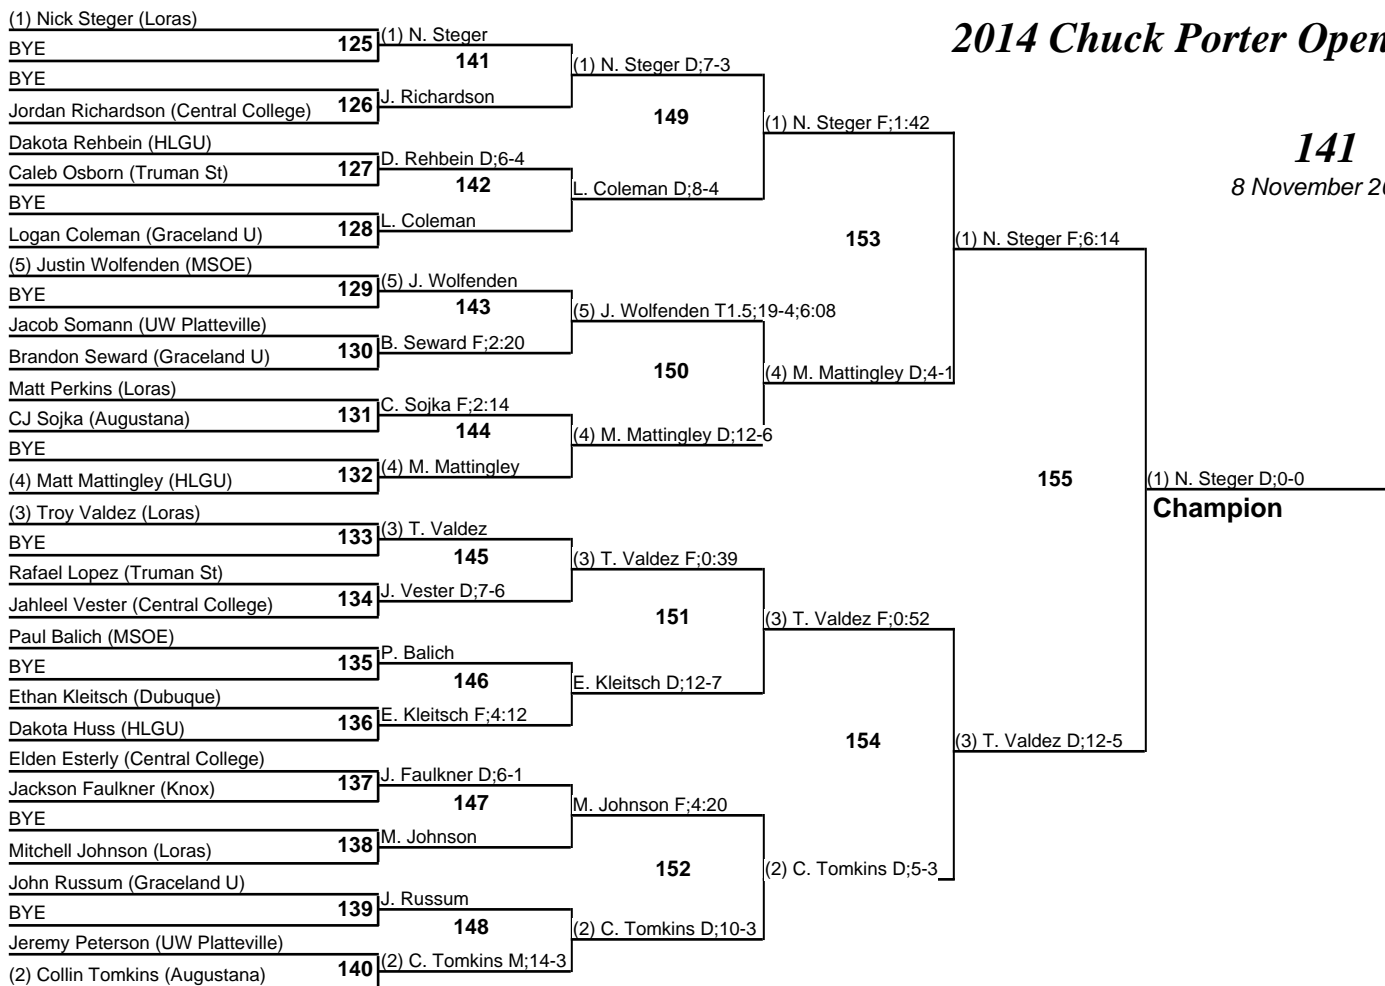 2014 Chuck Porter Open
141
8 November 20
(1) Nick Steger (Loras)
BYE
BYE
Jordan Richardson (Central College)
Dakota Rehbein (HLGU)
Caleb Osborn (Truman St)
BYE
Logan Coleman (Graceland U)
(5) Justin Wolfenden (MSOE)
BYE
Jacob Somann (UW Platteville)
Brandon Seward (Graceland U)
Matt Perkins (Loras)
CJ Sojka (Augustana)
BYE
(4) Matt Mattingley (HLGU)
(3) Troy Valdez (Loras)
BYE
Rafael Lopez (Truman St)
Jahleel Vester (Central College)
Paul Balich (MSOE)
BYE
Ethan Kleitsch (Dubuque)
Dakota Huss (HLGU)
Elden Esterly (Central College)
Jackson Faulkner (Knox)
BYE
Mitchell Johnson (Loras)
John Russum (Graceland U)
BYE
Jeremy Peterson (UW Platteville)
(2) Collin Tomkins (Augustana)
125
126
127
128
129
130
131
132
133
134
135
136
137
138
139
140
(1) N. Steger
141
J. Richardson
D. Rehbein D;6-4
142
L. Coleman
(5) J. Wolfenden
143
B. Seward F;2:20
C. Sojka F;2:14
144
(4) M. Mattingley
(3) T. Valdez
145
J. Vester D;7-6
P. Balich
146
E. Kleitsch F;4:12
J. Faulkner D;6-1
147
M. Johnson
J. Russum
148
(2) C. Tomkins M;14-3
(1) N. Steger D;7-3
149
L. Coleman D;8-4
(5) J. Wolfenden T1.5;19-4;6:08
150
(4) M. Mattingley D;12-6
(3) T. Valdez F;0:39
151
E. Kleitsch D;12-7
M. Johnson F;4:20
152
(2) C. Tomkins D;10-3
(1) N. Steger F;1:42
153
(4) M. Mattingley D;4-1
(3) T. Valdez F;0:52
154
(2) C. Tomkins D;5-3
(1) N. Steger F;6:14
155
(3) T. Valdez D;12-5
(1) N. Steger D;0-0
Champion